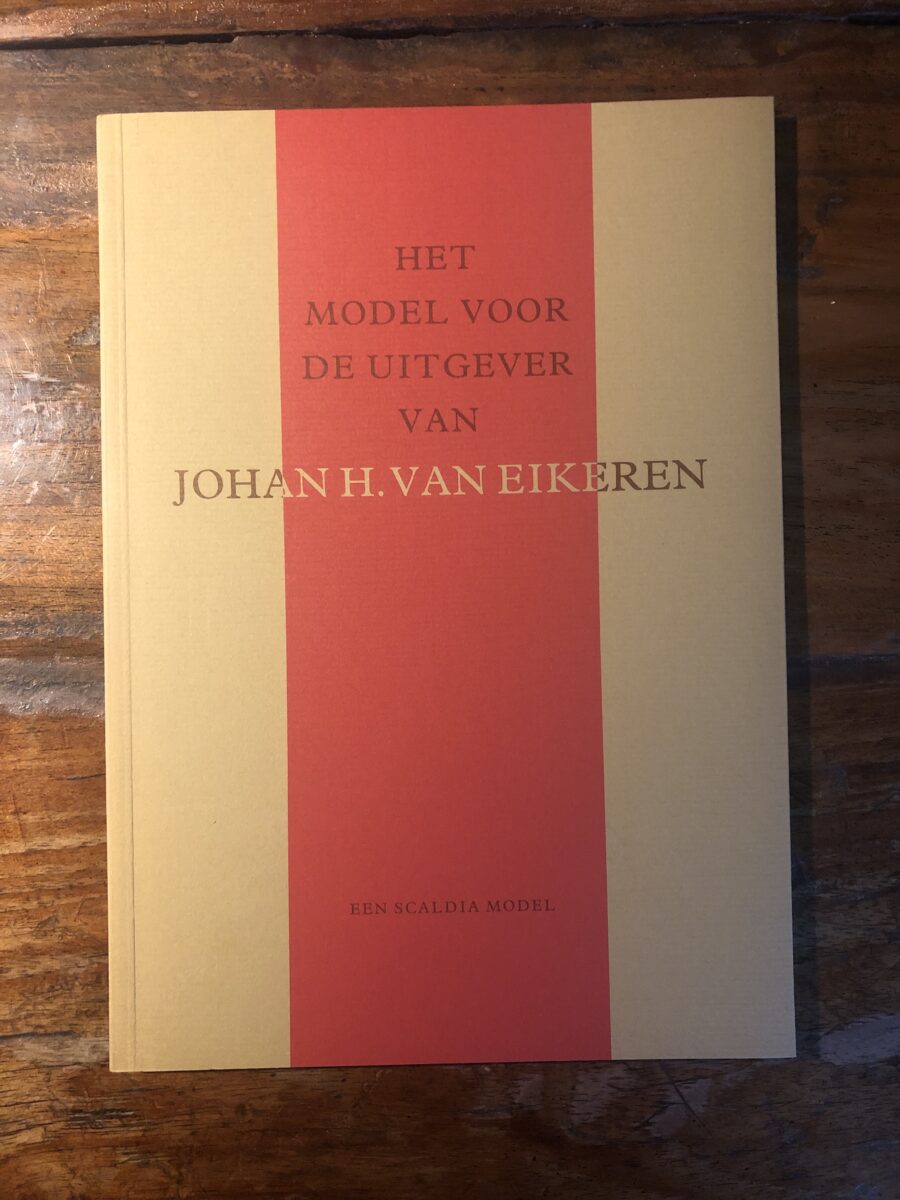 HET
MODEL VOOR
DE UITGEVER
VAN
JOHAN H. VAN EIKEREN
EEN SCALDIA MODEL